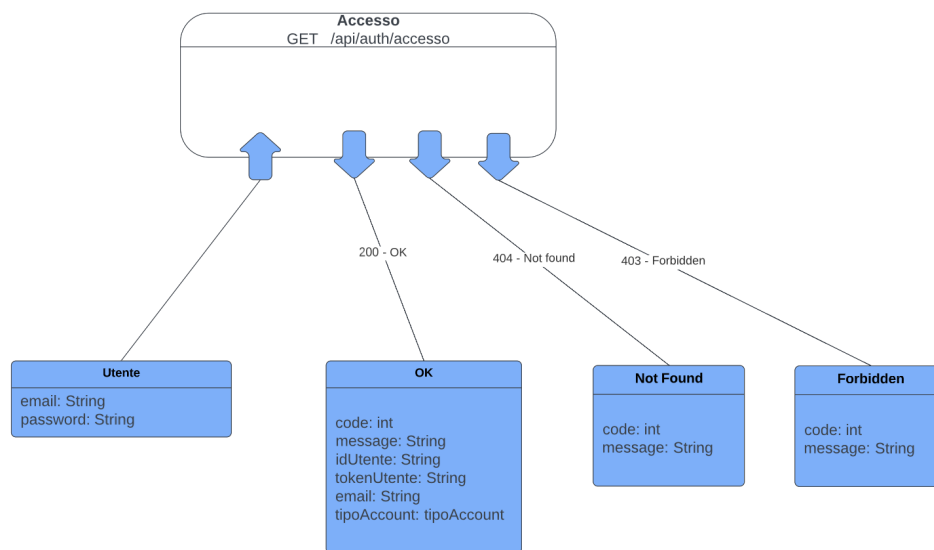 Accesso
GET /api/auth/accesso
200 - OK
404 - Not found
403 - Forbidden
Utente
email: String
password: String
OK
code: int
message: String
idUtente: String
tokenUtente: String
email: String
tipoAccount: tipoAccount
Not Found
code: int
message: String
Forbidden
code: int
message: String